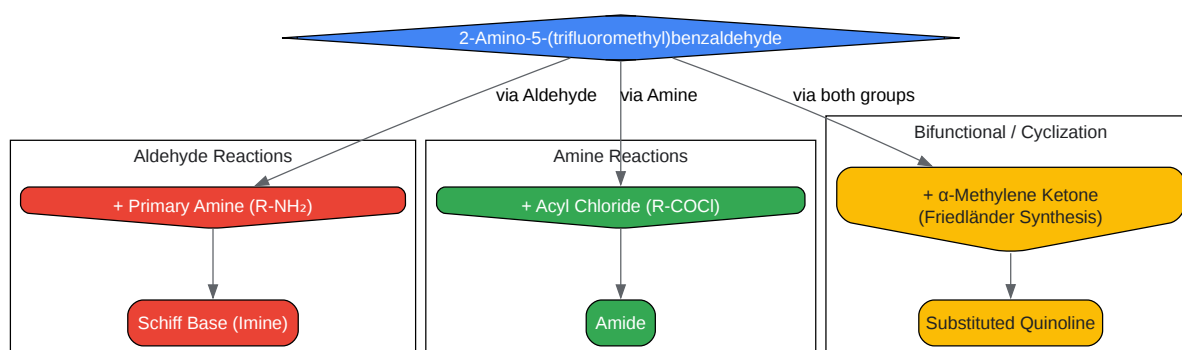 2-Amino-5-(trifluoromethyl)benzaldehyde
via Aldehyde
via Amine
via both groups
Aldehyde Reactions
Amine Reactions
Bifunctional / Cyclization
+ Primary Amine (R-NH₂)
+ Acyl Chloride (R-COCl)
+ α-Methylene Ketone
(Friedländer Synthesis)
Schiff Base (Imine)
Amide
Substituted Quinoline